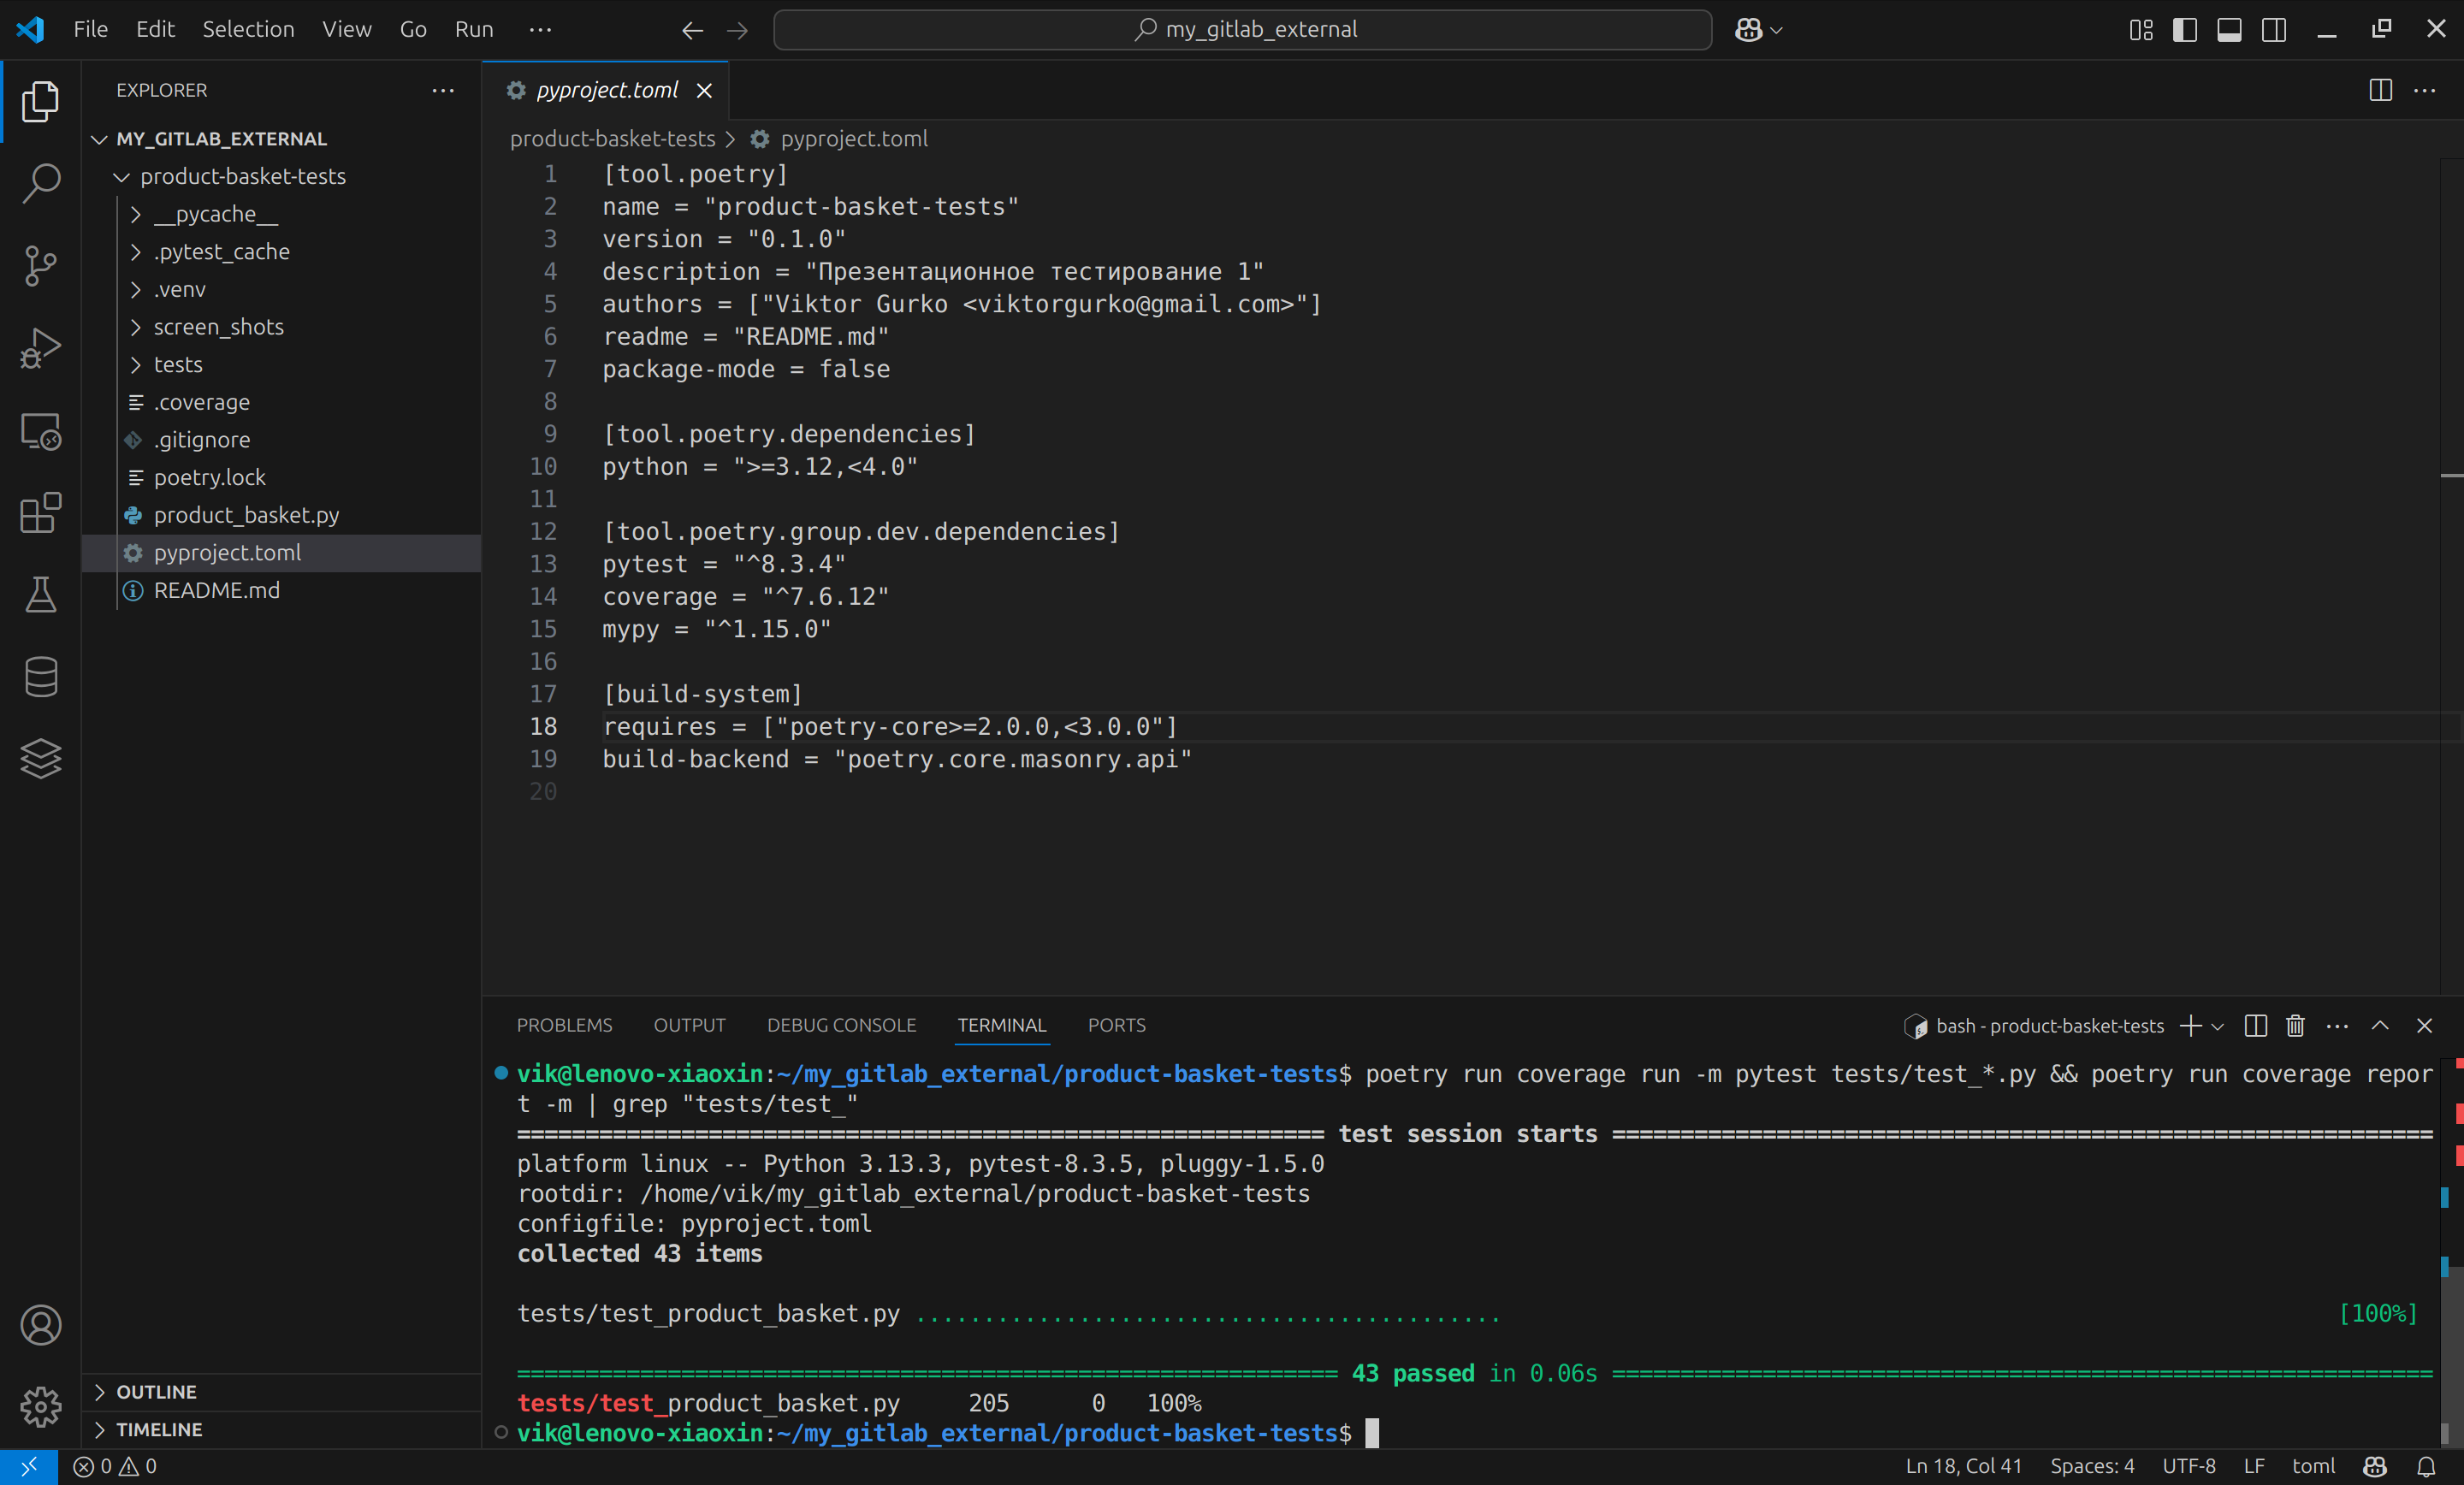 File Edit Selection View Go Run ··· my_gitlab_external
EXPLORER ···
MY_GITLAB_EXTERNAL
product-basket-tests
__pycache__
.pytest_cache
.venv
screen_shots
tests
.coverage
.gitignore
poetry.lock
product_basket.py
pyproject.toml
README.md
OUTLINE
TIMELINE
pyproject.toml
product-basket-tests > pyproject.toml
1 [tool.poetry]
2 name = "product-basket-tests"
3 version = "0.1.0"
4 description = "Презентационное тестирование 1"
5 authors = ["Viktor Gurko <viktorgurko@gmail.com>"]
6 readme = "README.md"
7 package-mode = false
8
9 [tool.poetry.dependencies]
10 python = ">=3.12,<4.0"
11
12 [tool.poetry.group.dev.dependencies]
13 pytest = "^8.3.4"
14 coverage = "^7.6.12"
15 mypy = "^1.15.0"
16
17 [build-system]
18 requires = ["poetry-core>=2.0.0,<3.0.0"]
19 build-backend = "poetry.core.masonry.api"
20
PROBLEMS OUTPUT DEBUG CONSOLE TERMINAL PORTS bash - product-basket-tests
vik@lenovo-xiaoxin:~/my_gitlab_external/product-basket-tests$ poetry run coverage run -m pytest tests/test_*.py && poetry run coverage repor
t -m | grep "tests/test_"
=========================================================== test session starts ============================================================
platform linux -- Python 3.13.3, pytest-8.3.5, pluggy-1.5.0
rootdir: /home/vik/my_gitlab_external/product-basket-tests
configfile: pyproject.toml
collected 43 items
tests/test_product_basket.py ........................................... [100%]
============================================================ 43 passed in 0.06s ============================================================
tests/test_product_basket.py 205 0 100%
vik@lenovo-xiaoxin:~/my_gitlab_external/product-basket-tests$
0 0 Ln 18, Col 41 Spaces: 4 UTF-8 LF toml